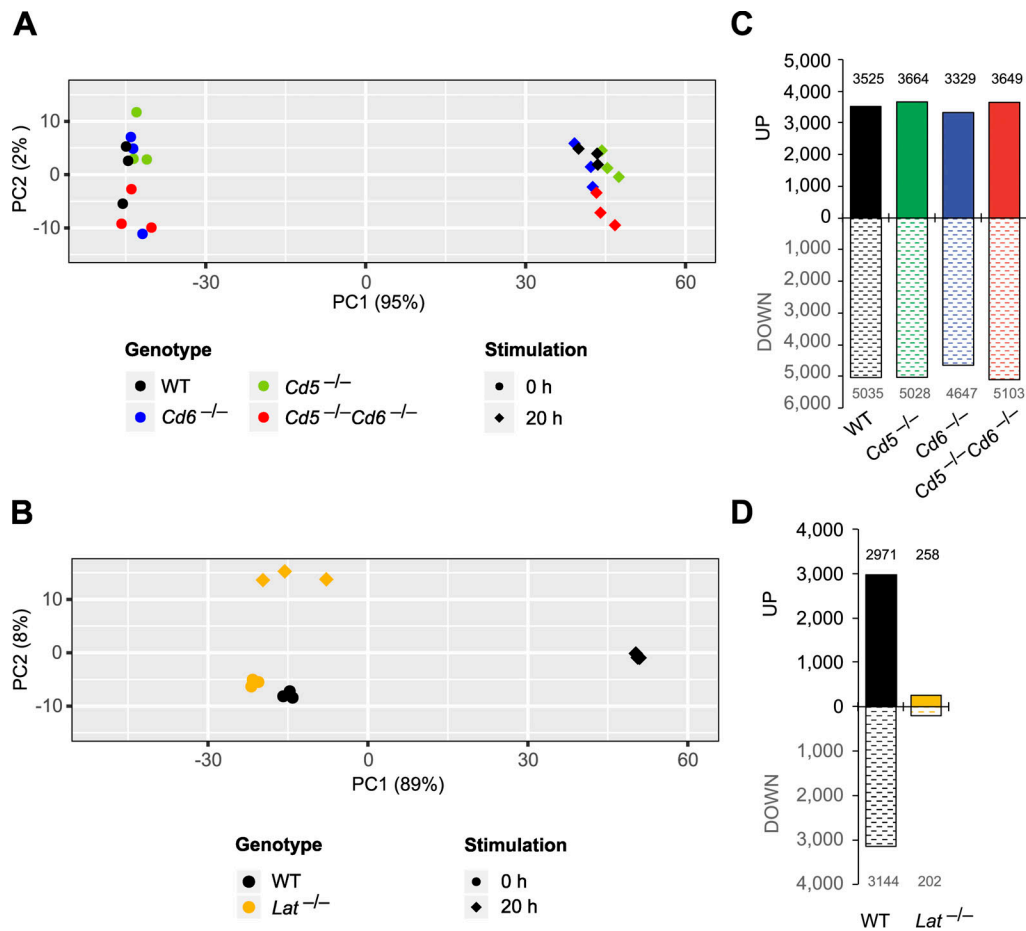 A
PC2 (2% )
10
0
-10
-30
0
30
60
PC1 (95%)
Genotype
WT
Cd5 –/–
Cd6 –/–
Cd5 –/– Cd6 –/–
Stimulation
0 h
20 h
B
PC2 (8%)
10
0
-10
-30
0
30
60
PC1 (89%)
Genotype
WT
Lat –/–
Stimulation
0 h
20 h
C
5,000
4,000
3,000
2,000
1,000
0
1,000
2,000
3,000
4,000
5,000
6,000
UP
DOWN
3525
3664
3329
3649
5035
5028
4647
5103
WT
Cd5 –/–
Cd6 –/–
Cd5 –/– Cd6 –/–
D
4,000
3,000
2,000
1,000
0
1,000
2,000
3,000
4,000
UP
DOWN
2971
258
3144
202
WT
Lat –/–